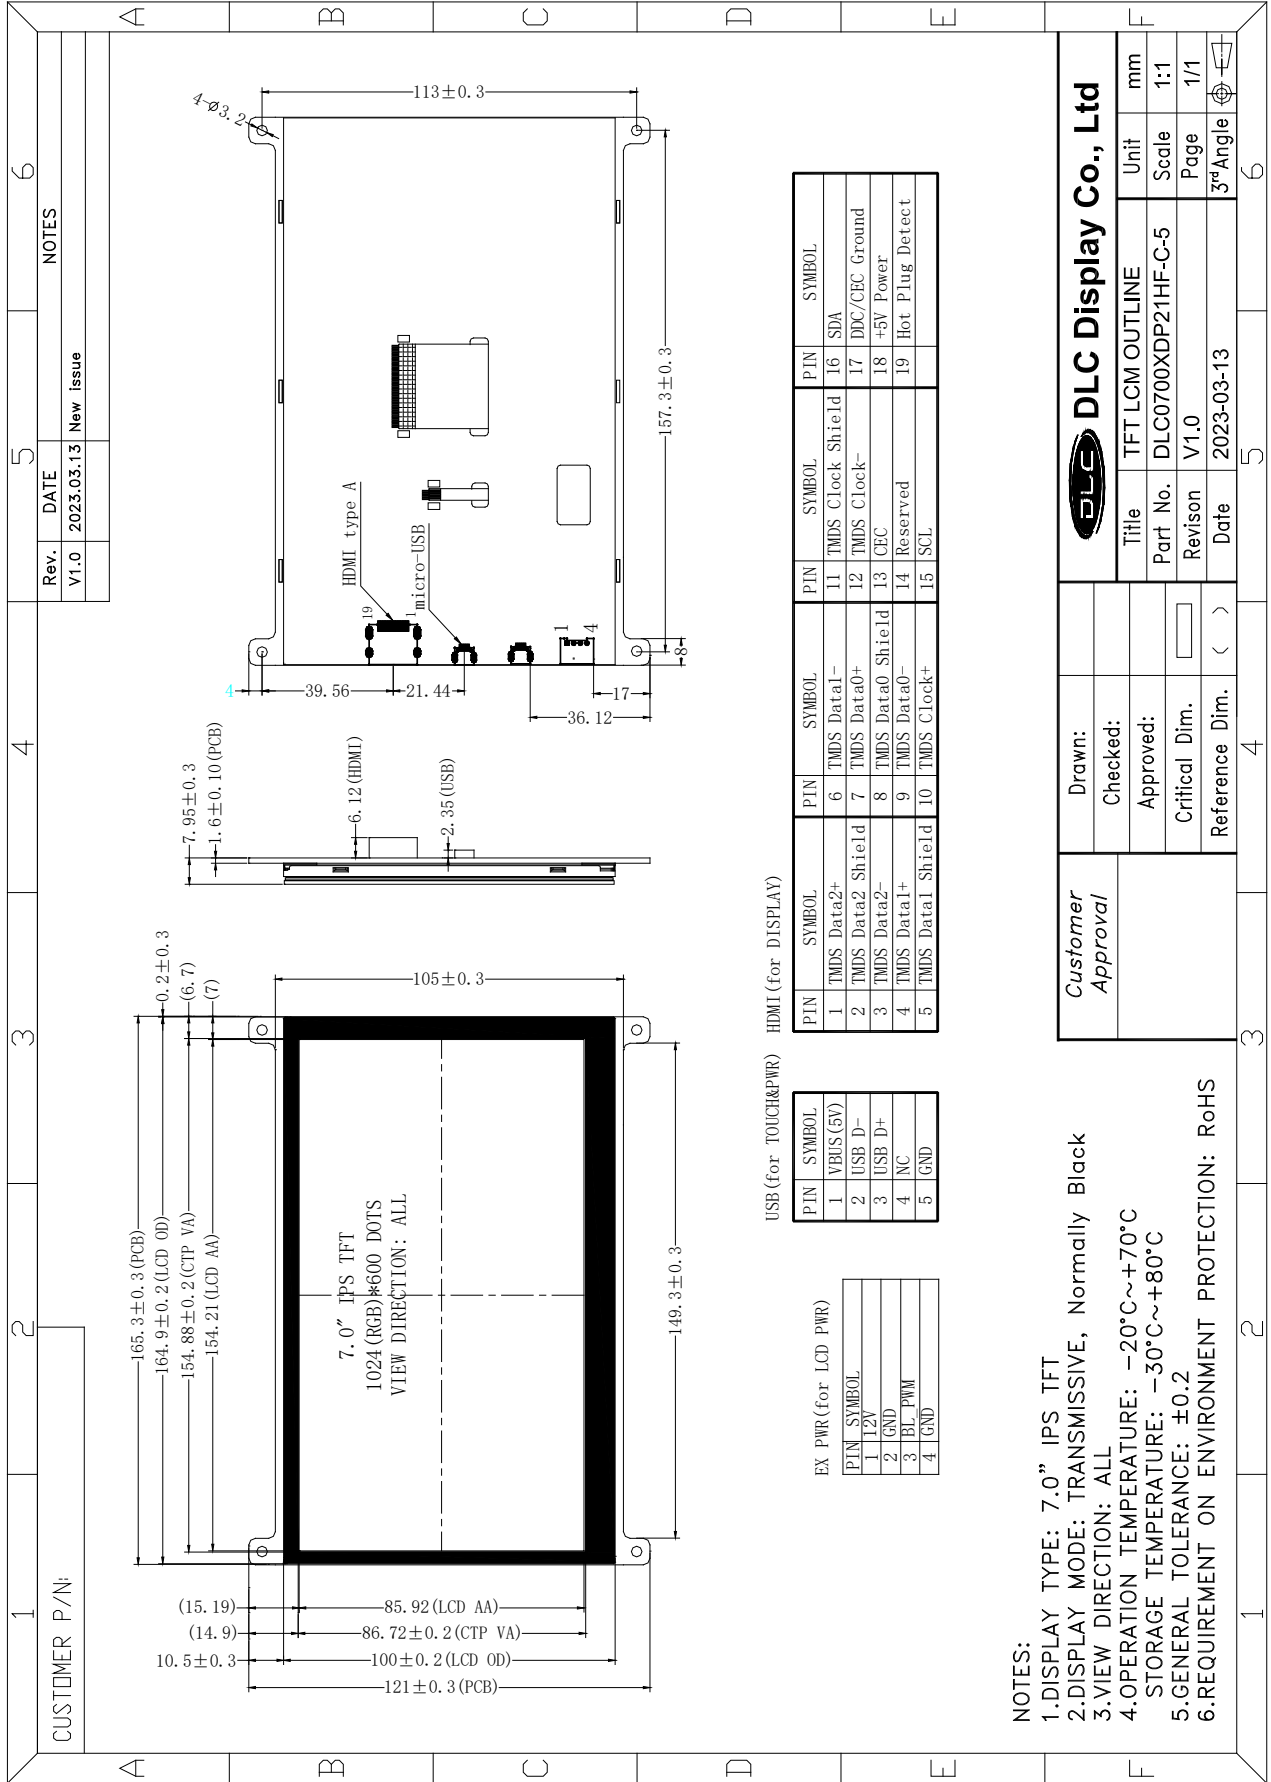 1 2 3 4 5 6
A
B
C
D
E
F
CUSTOMER P/N:
Rev. DATE NOTES
V1.0 2023.03.13 New issue
165.3±0.3(PCB)
164.9±0.2(LCD OD)
154.88±0.2(CTP VA)
154.21(LCD AA)
0.2±0.3
(6.7)
(7)
(15.19)
(14.9)
10.5±0.3
85.92(LCD AA)
86.72±0.2(CTP VA)
100±0.2(LCD OD)
121±0.3(PCB)
105±0.3
149.3±0.3
7.0″ IPS TFT
1024(RGB)*600 DOTS
VIEW DIRECTION: ALL
7.95±0.3
1.6±0.10(PCB)
6.12(HDMI)
2.35(USB)
4
39.56
21.44
17
36.12
8
HDMI type A
19
1
micro-USB
1
4
157.3±0.3
113±0.3
4-ø3.2
EX PWR(for LCD PWR)
PIN SYMBOL
1 12V
2 GND
3 BL_PWM
4 GND
USB(for TOUCH&PWR)
PIN SYMBOL
1 VBUS(5V)
2 USB D-
3 USB D+
4 NC
5 GND
HDMI(for DISPLAY)
PIN SYMBOL PIN SYMBOL PIN SYMBOL PIN SYMBOL
1 TMDS Data2+ 6 TMDS Data1- 11 TMDS Clock Shield 16 SDA
2 TMDS Data2 Shield 7 TMDS Data0+ 12 TMDS Clock- 17 DDC/CEC Ground
3 TMDS Data2- 8 TMDS Data0 Shield 13 CEC 18 +5V Power
4 TMDS Data1+ 9 TMDS Data0- 14 Reserved 19 Hot Plug Detect
5 TMDS Data1 Shield 10 TMDS Clock+ 15 SCL
NOTES:
1.DISPLAY TYPE: 7.0″ IPS TFT
2.DISPLAY MODE: TRANSMISSIVE, Normally Black
3.VIEW DIRECTION: ALL
4.OPERATION TEMPERATURE: -20°C~+70°C
STORAGE TEMPERATURE: -30°C~+80°C
5.GENERAL TOLERANCE: ±0.2
6.REQUIREMENT ON ENVIRONMENT PROTECTION: RoHS
Customer
Approval
Drawn:
Checked:
Approved:
Critical Dim.
Reference Dim. ( )
DLC DLC Display Co., Ltd
Title TFT LCM OUTLINE Unit mm
Part No. DLC0700XDP21HF-C-5 Scale 1:1
Revison V1.0 Page 1/1
Date 2023-03-13 3rd Angle
A
B
C
D
E
F
1 2 3 4 5 6